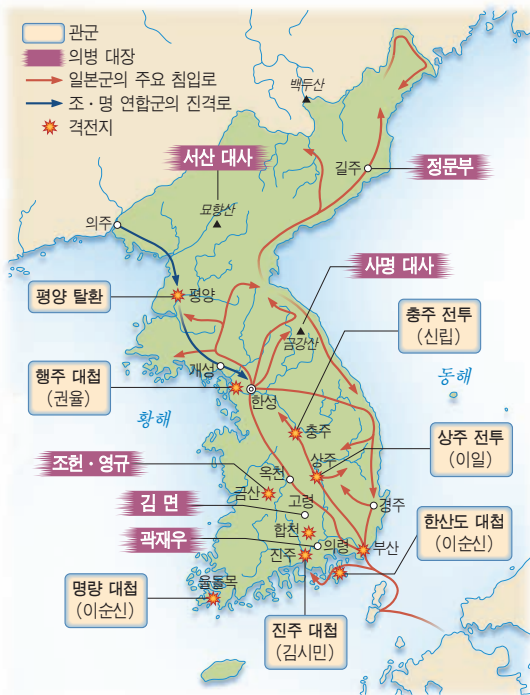 관군
의병 대장
일본군의 주요 침입로
조·명 연합군의 진격로
격전지
백두산
서산 대사
길주
정문부
묘향산
의주
사명 대사
평양 탈환
평양
충주 전투
(신립)
금강산
행주 대첩
(권율)
개성
한성
동해
황해
충주
상주 전투
(이일)
상주
조헌·영규
옥천
금산
김 면
고령
경주
합천
한산도 대첩
(이순신)
곽재우
의령
부산
진주
명량 대첩
(이순신)
울돌목
진주 대첩
(김시민)